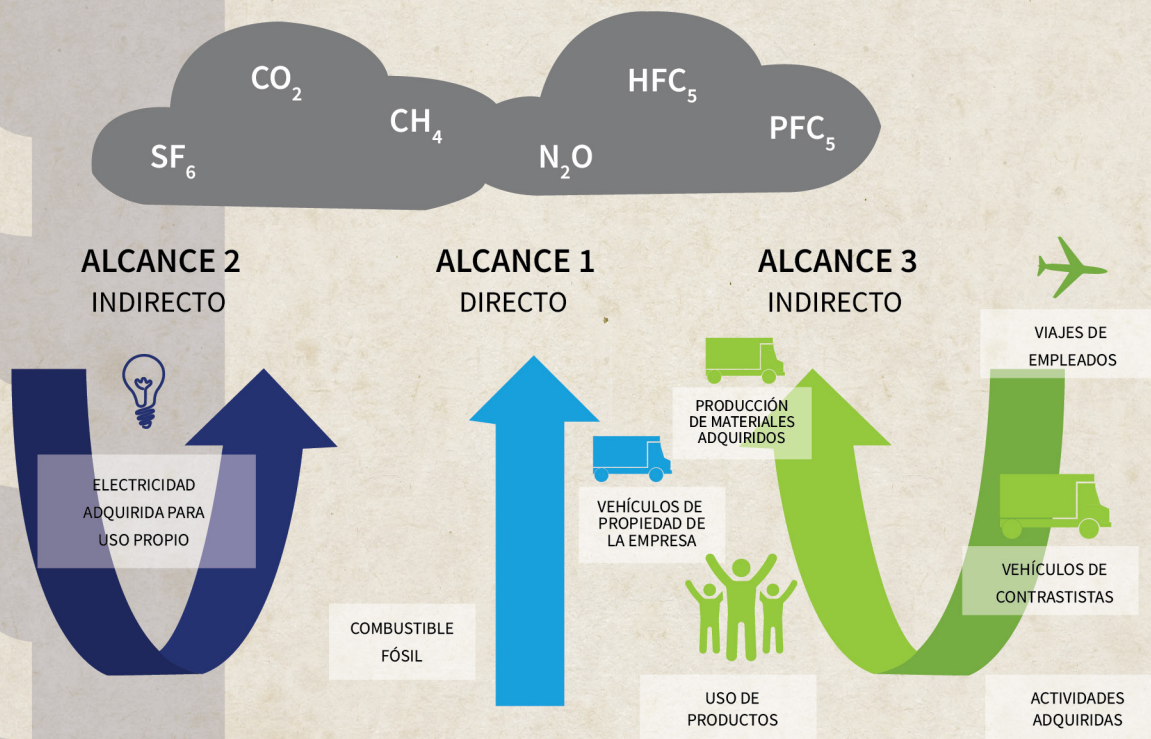 CO2
HFC5
CH4
PFC5
SF6
N2O
ALCANCE 2
INDIRECTO
ALCANCE 1
DIRECTO
ALCANCE 3
INDIRECTO
VIAJES DE
EMPLEADOS
PRODUCCIÓN
DE MATERIALES
ADQUIRIDOS
ELECTRICIDAD
ADQUIRIDA PARA
USO PROPIO
VEHÍCULOS DE
PROPIEDAD DE
LA EMPRESA
VEHÍCULOS DE
CONTRASTISTAS
COMBUSTIBLE
FÓSIL
USO DE
PRODUCTOS
ACTIVIDADES
ADQUIRIDAS